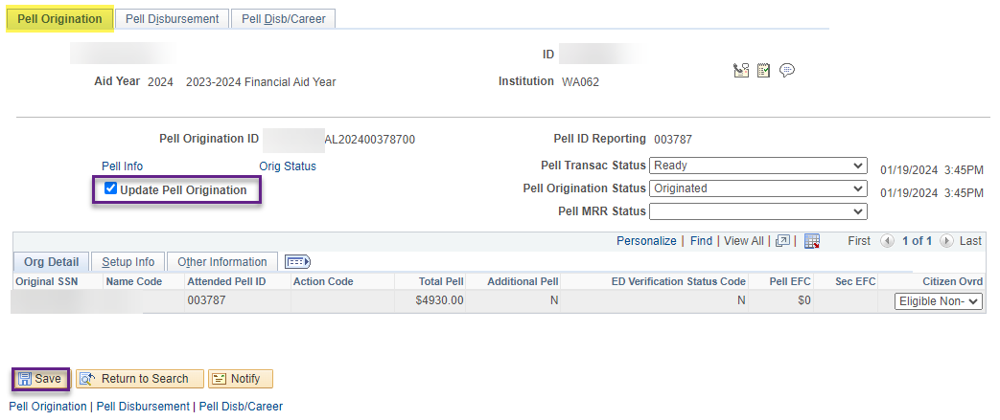 Pell Origination Pell Disbursement Pell Disb/Career
ID
Aid Year 2024 2023-2024 Financial Aid Year Institution WA062
Pell Origination ID AL202400378700 Pell ID Reporting 003787
Pell Info Orig Status Pell Transac Status Ready 01/19/2024 3:45PM
Update Pell Origination Pell Origination Status Originated 01/19/2024 3:45PM
Pell MRR Status
Personalize | Find | View All | | First 1 of 1 Last
Org Detail Setup Info Other Information
Original SSN Name Code Attended Pell ID Action Code Total Pell Additional Pell ED Verification Status Code Pell EFC Sec EFC Citizen Ovrd
003787 $4930.00 N N $0 Eligible Non-
Save Return to Search Notify
Pell Origination | Pell Disbursement | Pell Disb/Career